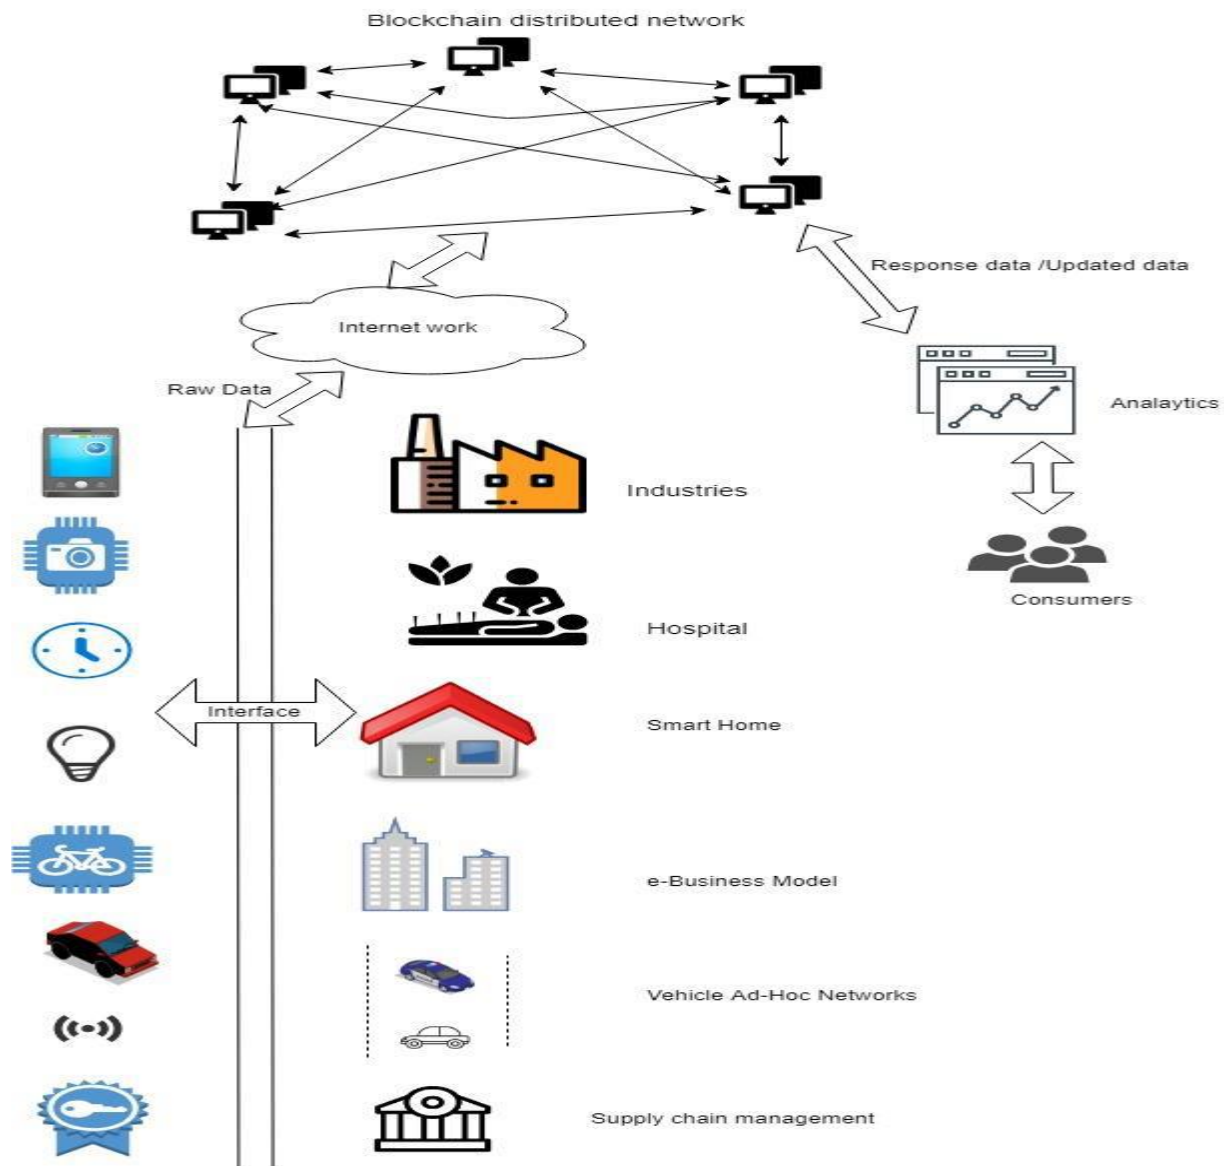 Blockchain distributed network
Response data /Updated data
Internet work
Raw Data
Analaytics
Industries
Consumers
Hospital
Interface
Smart Home
e-Business Model
Vehicle Ad-Hoc Networks
Supply chain management